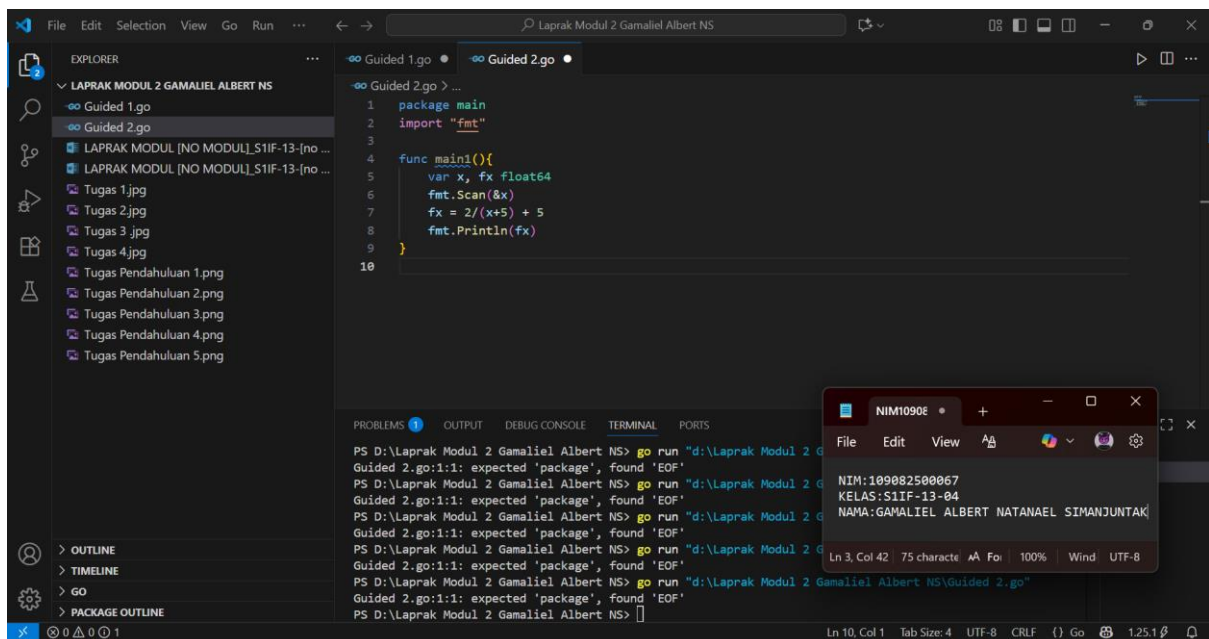 File Edit Selection View Go Run ...
Laprak Modul 2 Gamaliel Albert NS
EXPLORER
LAPRAK MODUL 2 GAMALIEL ALBERT NS
Guided 1.go
Guided 2.go
LAPRAK MODUL [NO MODUL]_S1IF-13-[no ...
LAPRAK MODUL [NO MODUL]_S1IF-13-[no ...
Tugas 1.jpg
Tugas 2.jpg
Tugas 3 .jpg
Tugas 4.jpg
Tugas Pendahuluan 1.png
Tugas Pendahuluan 2.png
Tugas Pendahuluan 3.png
Tugas Pendahuluan 4.png
Tugas Pendahuluan 5.png
OUTLINE
TIMELINE
GO
PACKAGE OUTLINE
2
GO Guided 1.go GO Guided 2.go
GO Guided 2.go > ...
1 package main
2 import "fmt"
3
4 func main1(){
5 var x, fx float64
6 fmt.Scan(&x)
7 fx = 2/(x+5) + 5
8 fmt.Println(fx)
9 }
10
PROBLEMS 1 OUTPUT DEBUG CONSOLE TERMINAL PORTS
PS D:\Laprak Modul 2 Gamaliel Albert NS> go run "d:\Laprak Modul 2 G
Guided 2.go:1:1: expected 'package', found 'EOF'
PS D:\Laprak Modul 2 Gamaliel Albert NS> go run "d:\Laprak Modul 2 G
Guided 2.go:1:1: expected 'package', found 'EOF'
PS D:\Laprak Modul 2 Gamaliel Albert NS> go run "d:\Laprak Modul 2 G
Guided 2.go:1:1: expected 'package', found 'EOF'
PS D:\Laprak Modul 2 Gamaliel Albert NS> go run "d:\Laprak Modul 2 G
Guided 2.go:1:1: expected 'package', found 'EOF'
PS D:\Laprak Modul 2 Gamaliel Albert NS> go run "d:\Laprak Modul 2 Gamaliel Albert NS\Guided 2.go"
Guided 2.go:1:1: expected 'package', found 'EOF'
PS D:\Laprak Modul 2 Gamaliel Albert NS>
NIM10908
File Edit View
NIM:109082500067
KELAS:S1IF-13-04
NAMA:GAMALIEL ALBERT NATANAEL SIMANJUNTAK
Ln 3, Col 42 75 characte 100% Wind UTF-8
0 0 1
Ln 10, Col 1 Tab Size: 4 UTF-8 CRLF {} Go 1.25.1